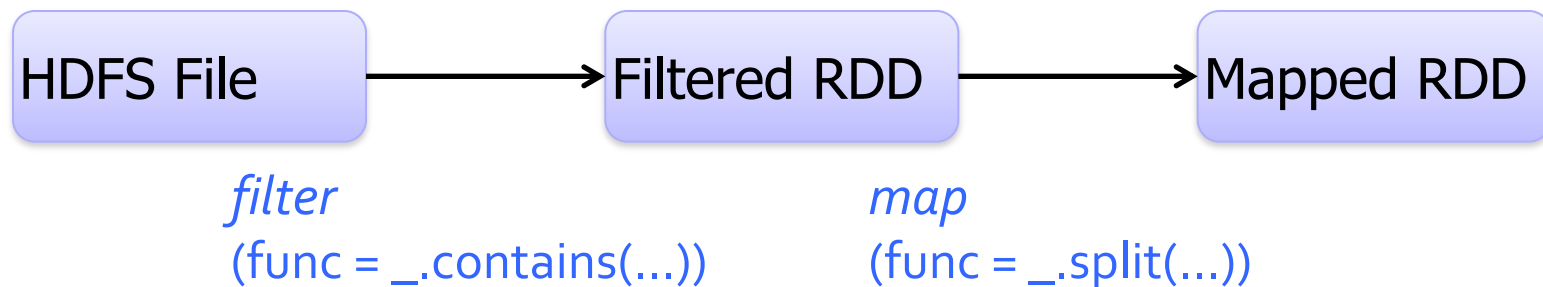 HDFS File
Filtered RDD
Mapped RDD
filter
(func = _.contains(...))
map
(func = _.split(...))